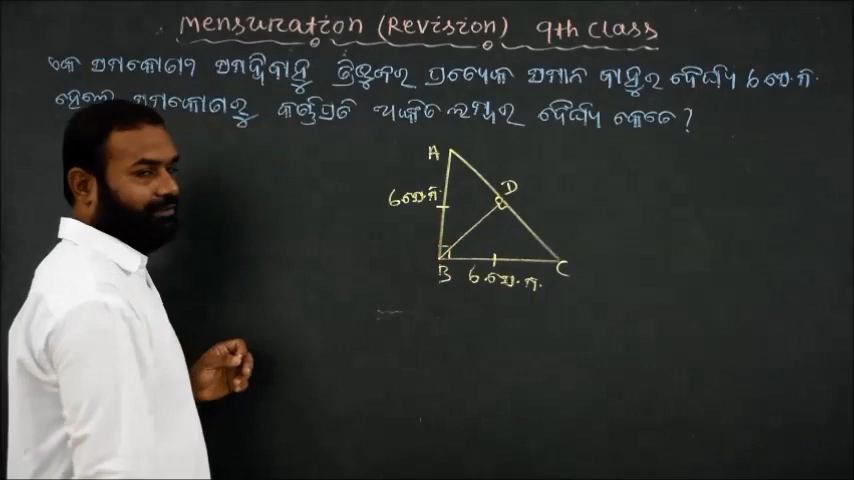 Mensuration (Revision) 9th Class
ଏକ ସମକୋଣୀ ସମଦ୍ବିବାହୁ ତ୍ରିଭୁଜର ପ୍ରତ୍ୟେକ ସମାନ ବାହୁର ଦୈର୍ଘ୍ୟ 6 ସେ.ମି.
ହେଲେ ସମକୋଣରୁ କର୍ଣ୍ଣପ୍ରତି ଅଙ୍କିତ ଲମ୍ବର ଦୈର୍ଘ୍ୟ କେତେ ?
A
D
6 ସେ.ମି.
B 6 ସେ.ମି. C